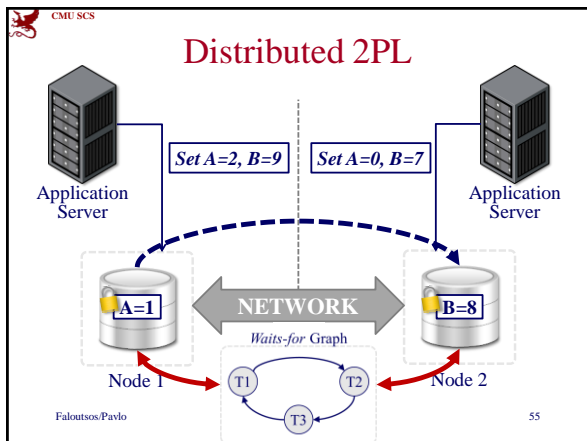 CMU SCS
Distributed 2PL
Set A=2, B=9
Set A=0, B=7
Application
Server
Application
Server
A=1
NETWORK
B=8
Waits-for Graph
Node 1
T1
T2
Node 2
T3
Faloutsos/Pavlo
55